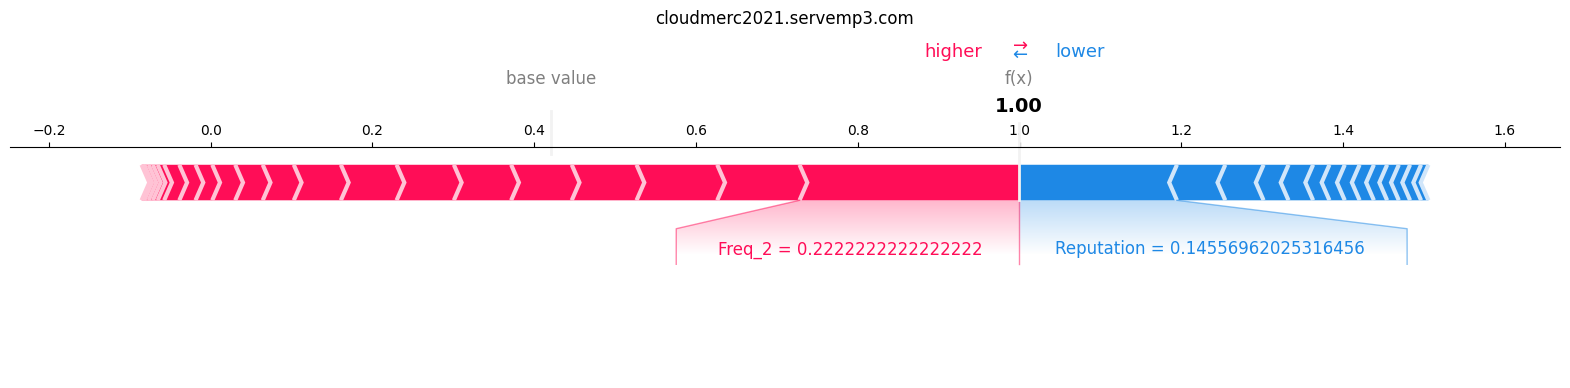 cloudmerc2021.servemp3.com
higher ⇄ lower
base value f(x)
1.00
−0.2 0.0 0.2 0.4 0.6 0.8 1.0 1.2 1.4 1.6
Freq_2 = 0.2222222222222222 Reputation = 0.14556962025316456